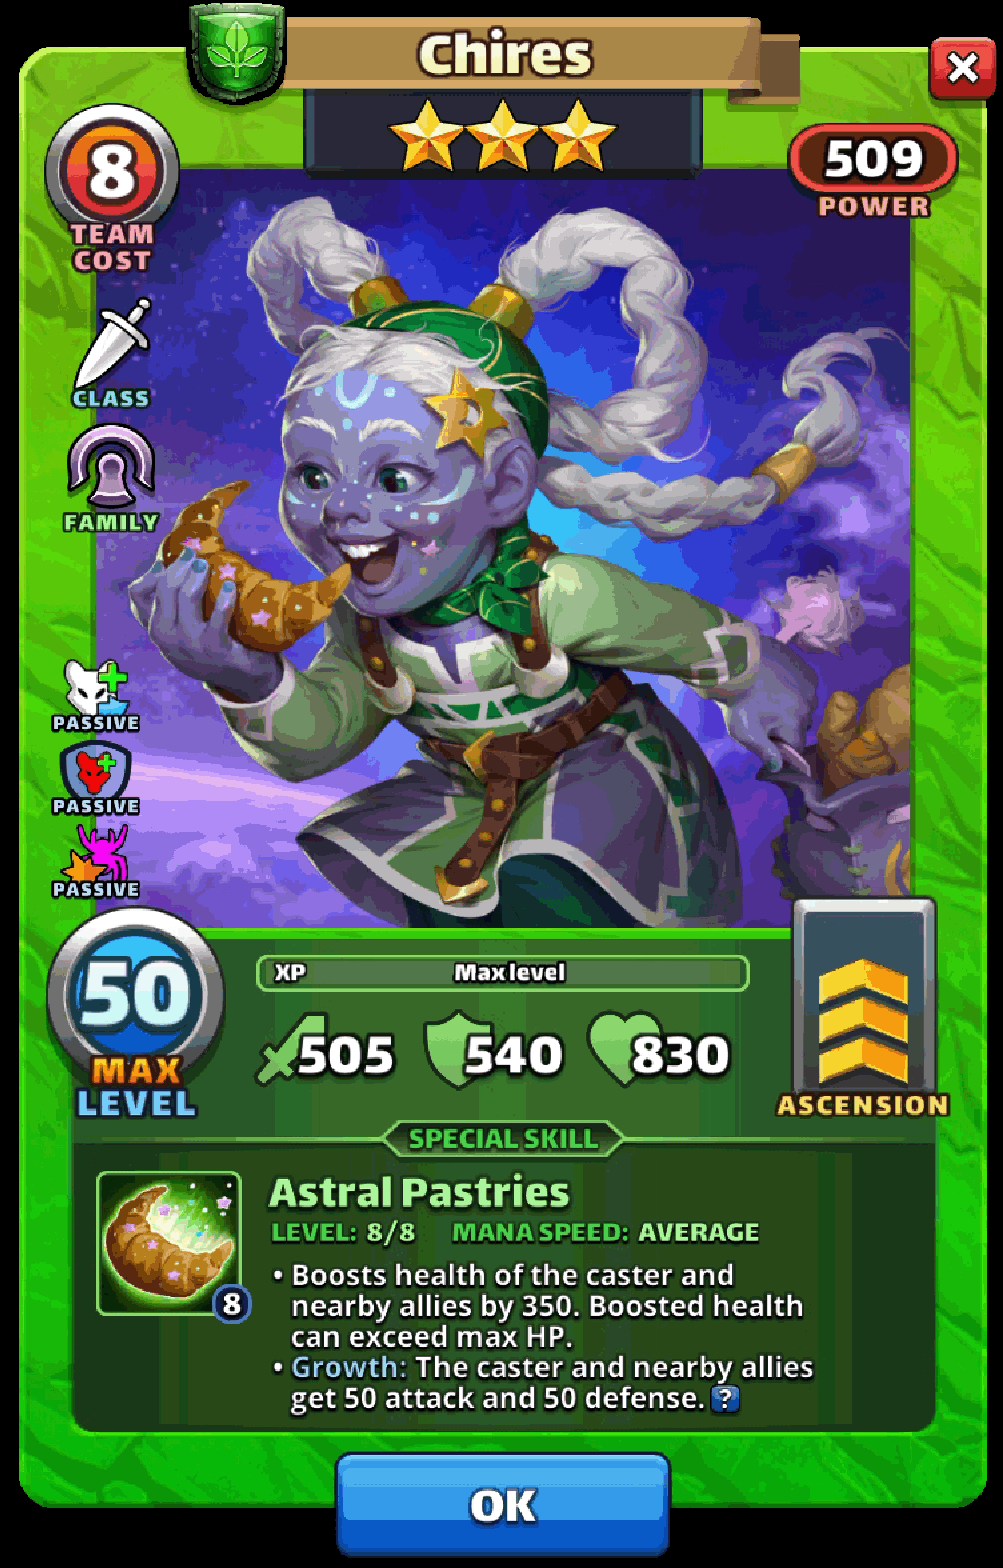 Chires
8
TEAM
COST
509
POWER
CLASS
FAMILY
PASSIVE
PASSIVE
PASSIVE
50
MAX
LEVEL
XP Max level
505 540 830
ASCENSION
SPECIAL SKILL
Astral Pastries
LEVEL: 8/8 MANA SPEED: AVERAGE
8
• Boosts health of the caster and
nearby allies by 350. Boosted health
can exceed max HP.
• Growth: The caster and nearby allies
get 50 attack and 50 defense. ?
OK